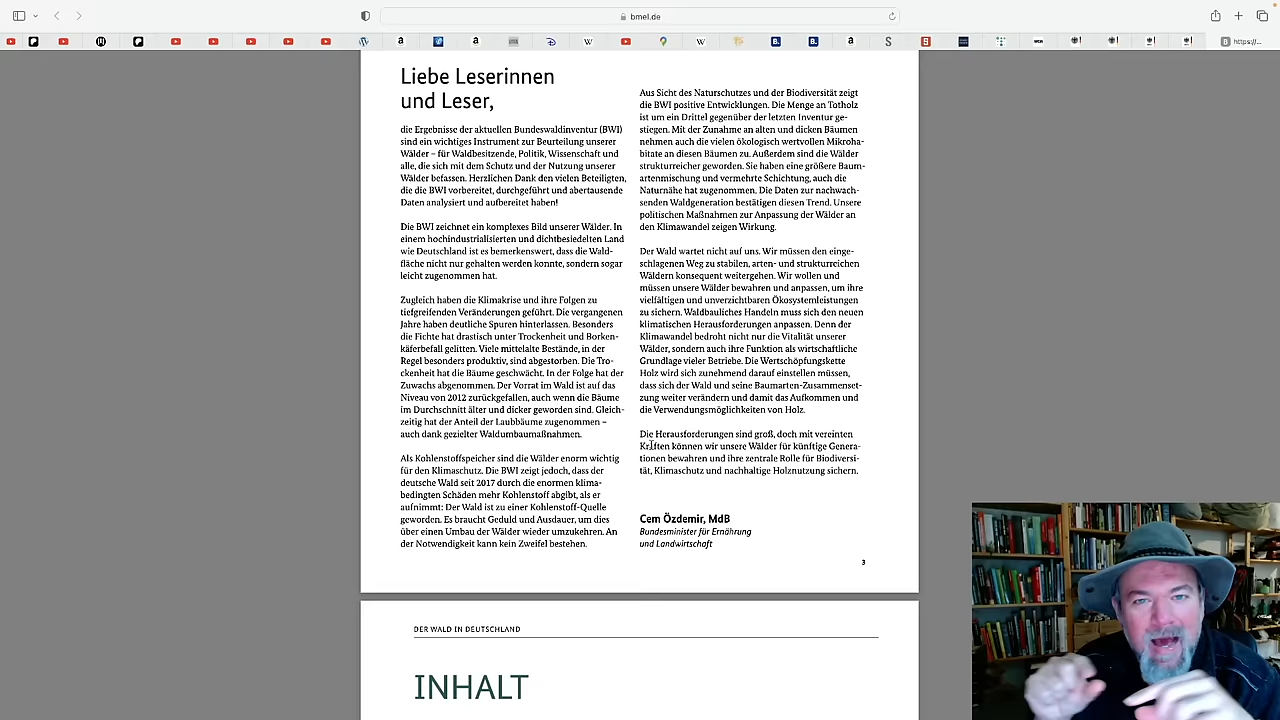 bmel.de
https://...
Liebe Leserinnen
und Leser,
die Ergebnisse der aktuellen Bundeswaldinventur (BWI)
sind ein wichtiges Instrument zur Beurteilung unserer
Wälder – für Waldbesitzende, Politik, Wissenschaft und
alle, die sich mit dem Schutz und der Nutzung unserer
Wälder befassen. Herzlichen Dank den vielen Beteiligten,
die die BWI vorbereitet, durchgeführt und abertausende
Daten analysiert und aufbereitet haben!
Die BWI zeichnet ein komplexes Bild unserer Wälder. In
einem hochindustrialisierten und dichtbesiedelten Land
wie Deutschland ist es bemerkenswert, dass die Wald-
fläche nicht nur gehalten werden konnte, sondern sogar
leicht zugenommen hat.
Zugleich haben die Klimakrise und ihre Folgen zu
tiefgreifenden Veränderungen geführt. Die vergangenen
Jahre haben deutliche Spuren hinterlassen. Besonders
die Fichte hat drastisch unter Trockenheit und Borken-
käferbefall gelitten. Viele mittelalte Bestände, in der
Regel besonders produktiv, sind abgestorben. Die Tro-
ckenheit hat die Bäume geschwächt. In der Folge hat der
Zuwachs abgenommen. Der Vorrat im Wald ist auf das
Niveau von 2012 zurückgefallen, auch wenn die Bäume
im Durchschnitt älter und dicker geworden sind. Gleich-
zeitig hat der Anteil der Laubbäume zugenommen –
auch dank gezielter Waldumbaumaßnahmen.
Als Kohlenstoffspeicher sind die Wälder enorm wichtig
für den Klimaschutz. Die BWI zeigt jedoch, dass der
deutsche Wald seit 2017 durch die enormen klima-
bedingten Schäden mehr Kohlenstoff abgibt, als er
aufnimmt: Der Wald ist zu einer Kohlenstoff-Quelle
geworden. Es braucht Geduld und Ausdauer, um dies
über einen Umbau der Wälder wieder umzukehren. An
der Notwendigkeit kann kein Zweifel bestehen.
Aus Sicht des Naturschutzes und der Biodiversität zeigt
die BWI positive Entwicklungen. Die Menge an Totholz
ist um ein Drittel gegenüber der letzten Inventur ge-
stiegen. Mit der Zunahme an alten und dicken Bäumen
nehmen auch die vielen ökologisch wertvollen Mikroha-
bitate an diesen Bäumen zu. Außerdem sind die Wälder
strukturreicher geworden. Sie haben eine größere Baum-
artenmischung und vermehrte Schichtung, auch die
Naturnähe hat zugenommen. Die Daten zur nachwach-
senden Waldgeneration bestätigen diesen Trend. Unsere
politischen Maßnahmen zur Anpassung der Wälder an
den Klimawandel zeigen Wirkung.
Der Wald wartet nicht auf uns. Wir müssen den einge-
schlagenen Weg zu stabilen, arten- und strukturreichen
Wäldern konsequent weitergehen. Wir wollen und
müssen unsere Wälder bewahren und anpassen, um ihre
vielfältigen und unverzichtbaren Ökosystemleistungen
zu sichern. Waldbauliches Handeln muss sich den neuen
klimatischen Herausforderungen anpassen. Denn der
Klimawandel bedroht nicht nur die Vitalität unserer
Wälder, sondern auch ihre Funktion als wirtschaftliche
Grundlage vieler Betriebe. Die Wertschöpfungskette
Holz wird sich zunehmend darauf einstellen müssen,
dass sich der Wald und seine Baumarten-Zusammenset-
zung weiter verändern und damit das Aufkommen und
die Verwendungsmöglichkeiten von Holz.
Die Herausforderungen sind groß, doch mit vereinten
Kräften können wir unsere Wälder für künftige Genera-
tionen bewahren und ihre zentrale Rolle für Biodiversi-
tät, Klimaschutz und nachhaltige Holznutzung sichern.
Cem Özdemir, MdB
Bundesminister für Ernährung
und Landwirtschaft
3
DER WALD IN DEUTSCHLAND
INHALT